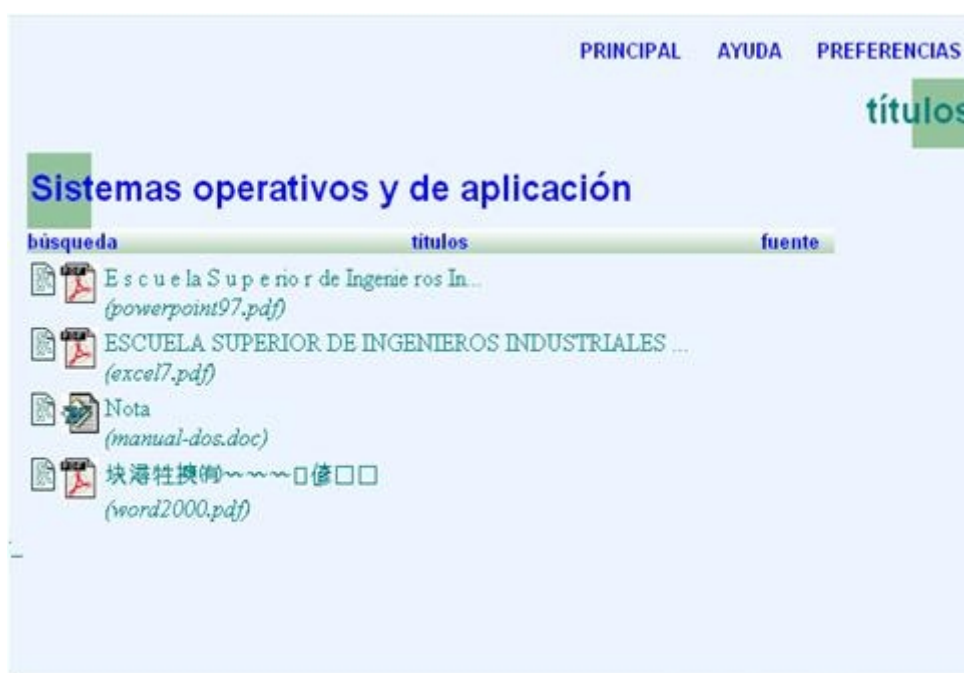 PRINCIPAL AYUDA PREFERENCIAS
títulos
Sistemas operativos y de aplicación
búsqueda títulos fuente
E s c u e la S u p e rio r de Ingenie ros In...
(powerpoint97.pdf)
ESCUELA SUPERIOR DE INGENIEROS INDUSTRIALES ...
(excel7.pdf)
Nota
(manual-dos.doc)
(word2000.pdf)